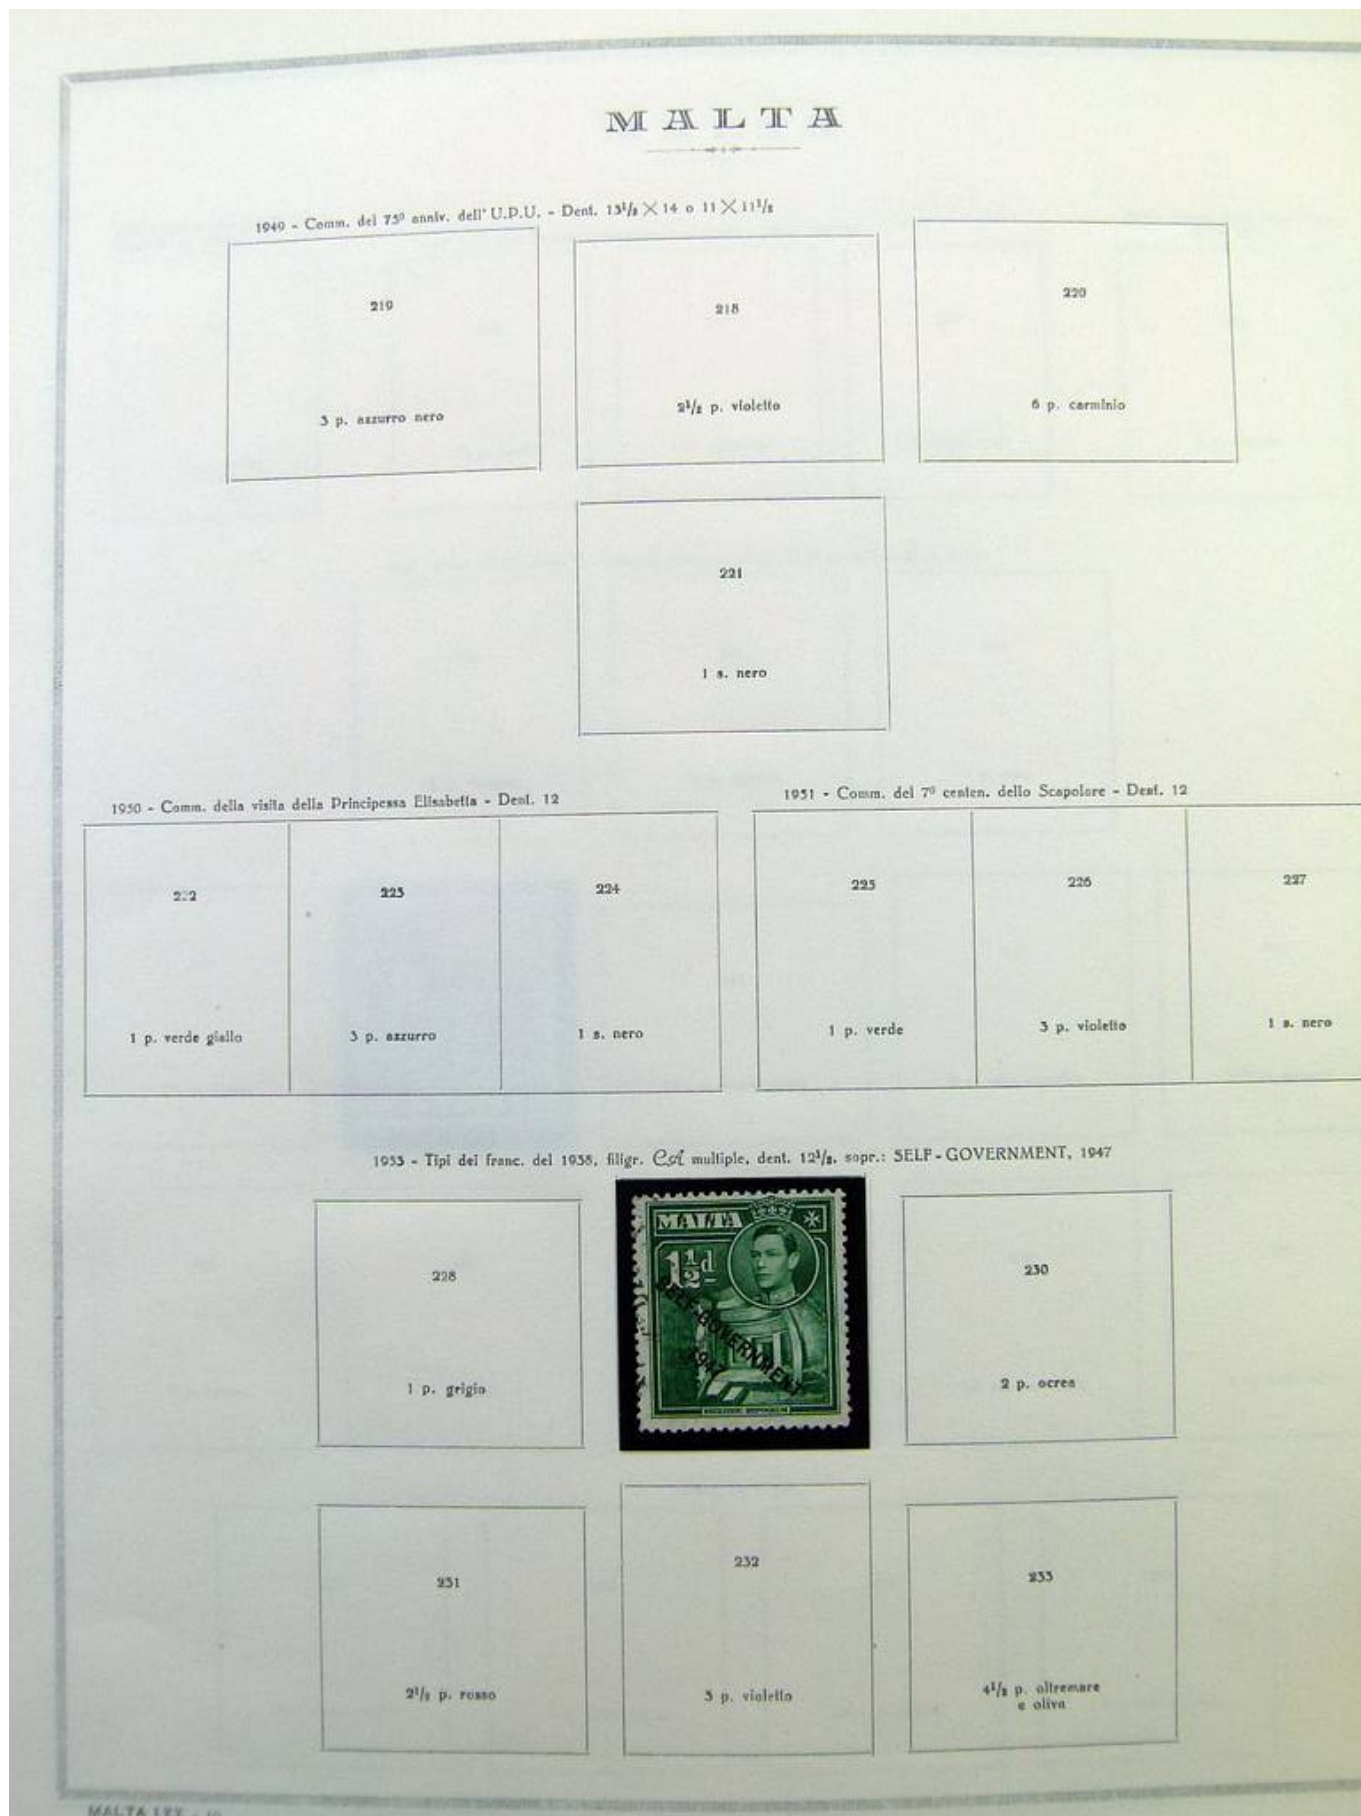 MALTA
1949 - Comm. del 75º anniv. dell' U.P.U. - Dent. 13¹/₂ × 14 o 11 × 11¹/₂
219
218
220
3 p. azzurro nero
2¹/₂ p. violetto
6 p. carminio
221
1 s. nero
1950 - Comm. della visita della Principessa Elisabetta - Dent. 12
1951 - Comm. del 7º centen. dello Scapolare - Dent. 12
222
223
224
225
226
227
1 p. verde giallo
3 p. azzurro
1 s. nero
1 p. verde
3 p. violetto
1 s. nero
1953 - Tipi dei franc. del 1938, filigr. CA multiple, dent. 12¹/₂, sopr.: SELF-GOVERNMENT, 1947
MALTA
1½d
SELF-GOVERNMENT
1947
228
230
1 p. grigio
2 p. ocrea
231
232
233
2¹/₂ p. rosso
3 p. violetto
4¹/₂ p. oltremare
e oliva